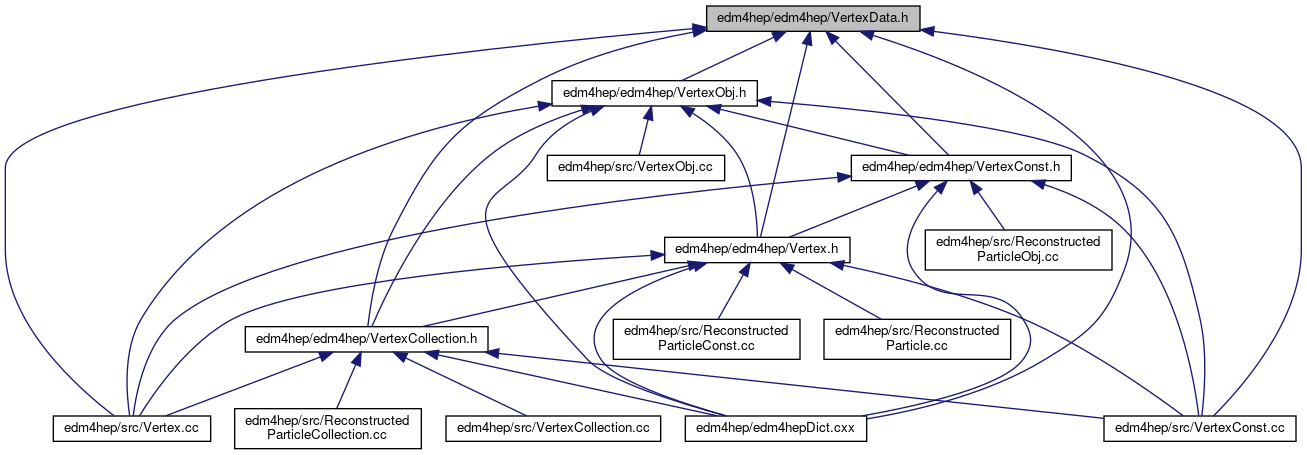 edm4hep/edm4hep/VertexData.h
edm4hep/edm4hep/VertexObj.h
edm4hep/src/VertexObj.cc
edm4hep/edm4hep/VertexConst.h
edm4hep/edm4hep/Vertex.h
edm4hep/src/Reconstructed
ParticleObj.cc
edm4hep/edm4hep/VertexCollection.h
edm4hep/src/Reconstructed
ParticleConst.cc
edm4hep/src/Reconstructed
Particle.cc
edm4hep/src/Vertex.cc
edm4hep/src/Reconstructed
ParticleCollection.cc
edm4hep/src/VertexCollection.cc
edm4hep/edm4hepDict.cxx
edm4hep/src/VertexConst.cc